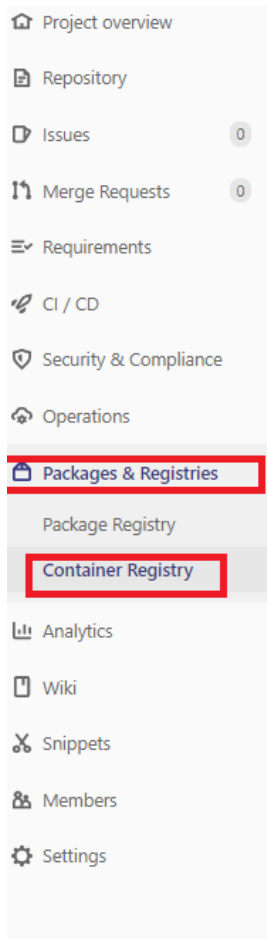 Project overview
Repository
Issues 0
Merge Requests 0
Requirements
CI / CD
Security & Compliance
Operations
Packages & Registries
Package Registry
Container Registry
Analytics
Wiki
Snippets
Members
Settings